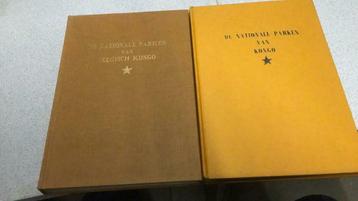 DE NATIONALE PARKEN
VAN
BELGISCH KONGO
DE NATIONALE PARKEN
VAN
KONGO